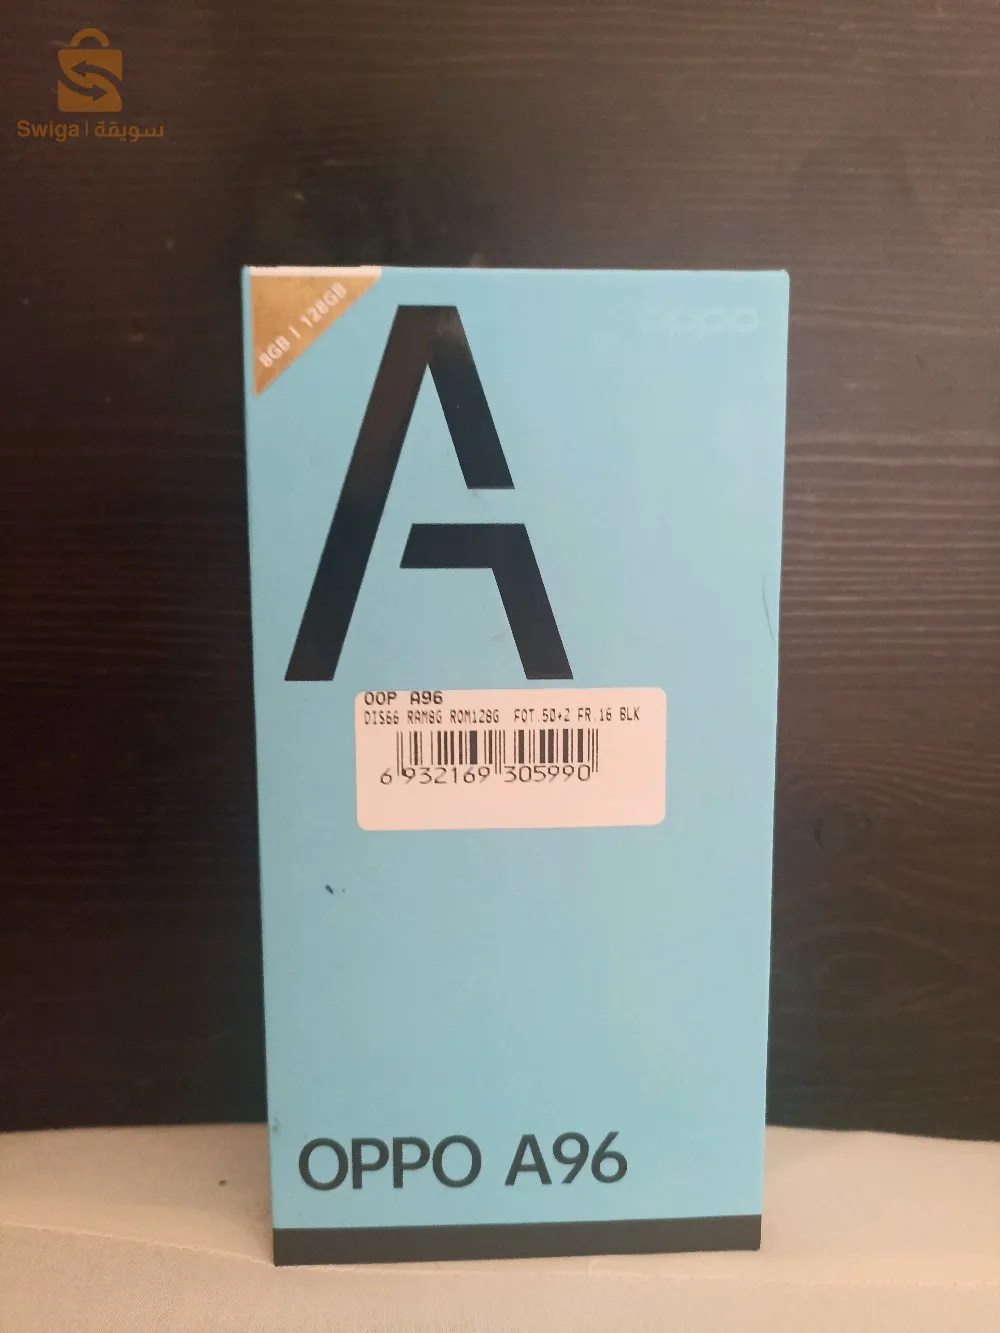 Swiga | سويقة
8GB | 128GB
oppo
OOP A96
DIS66 RAM8G ROM128G FOT.50+2 FR.16 BLK
6 932169 305990
OPPO A96